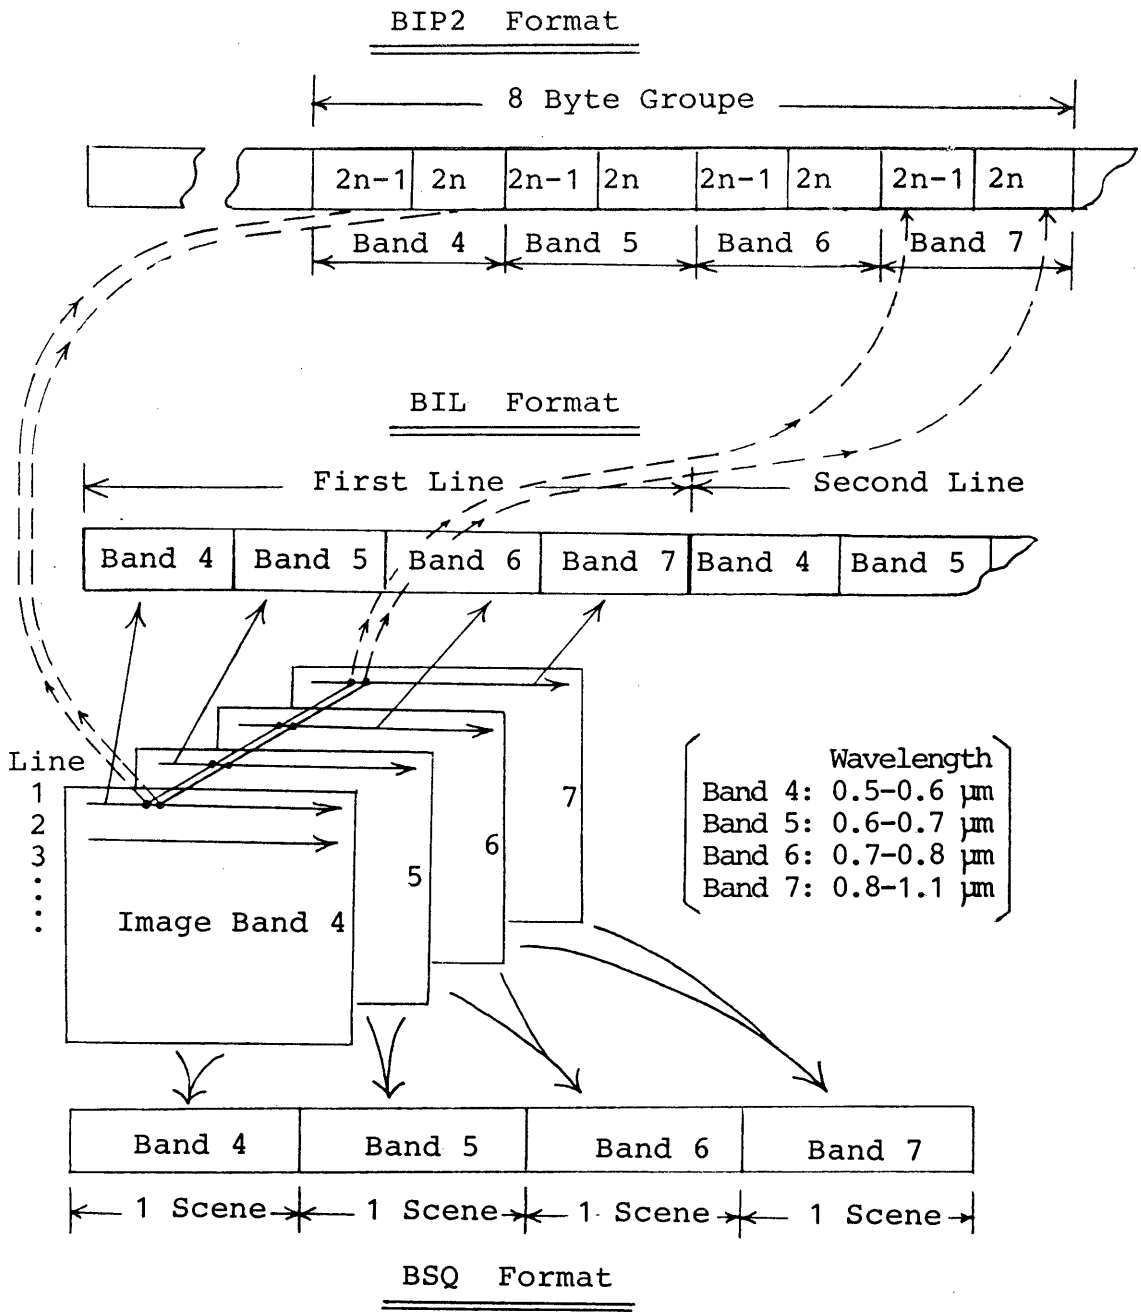 BIP2 Format
8 Byte Groupe
2n-1 2n 2n-1 2n 2n-1 2n 2n-1 2n
Band 4 Band 5 Band 6 Band 7
BIL Format
First Line Second Line
Band 4 Band 5 Band 6 Band 7 Band 4 Band 5
Line
1
2
3
Image Band 4
5
6
7
Wavelength
Band 4: 0.5-0.6 μm
Band 5: 0.6-0.7 μm
Band 6: 0.7-0.8 μm
Band 7: 0.8-1.1 μm
Band 4 Band 5 Band 6 Band 7
1 Scene 1 Scene 1 Scene 1 Scene
BSQ Format